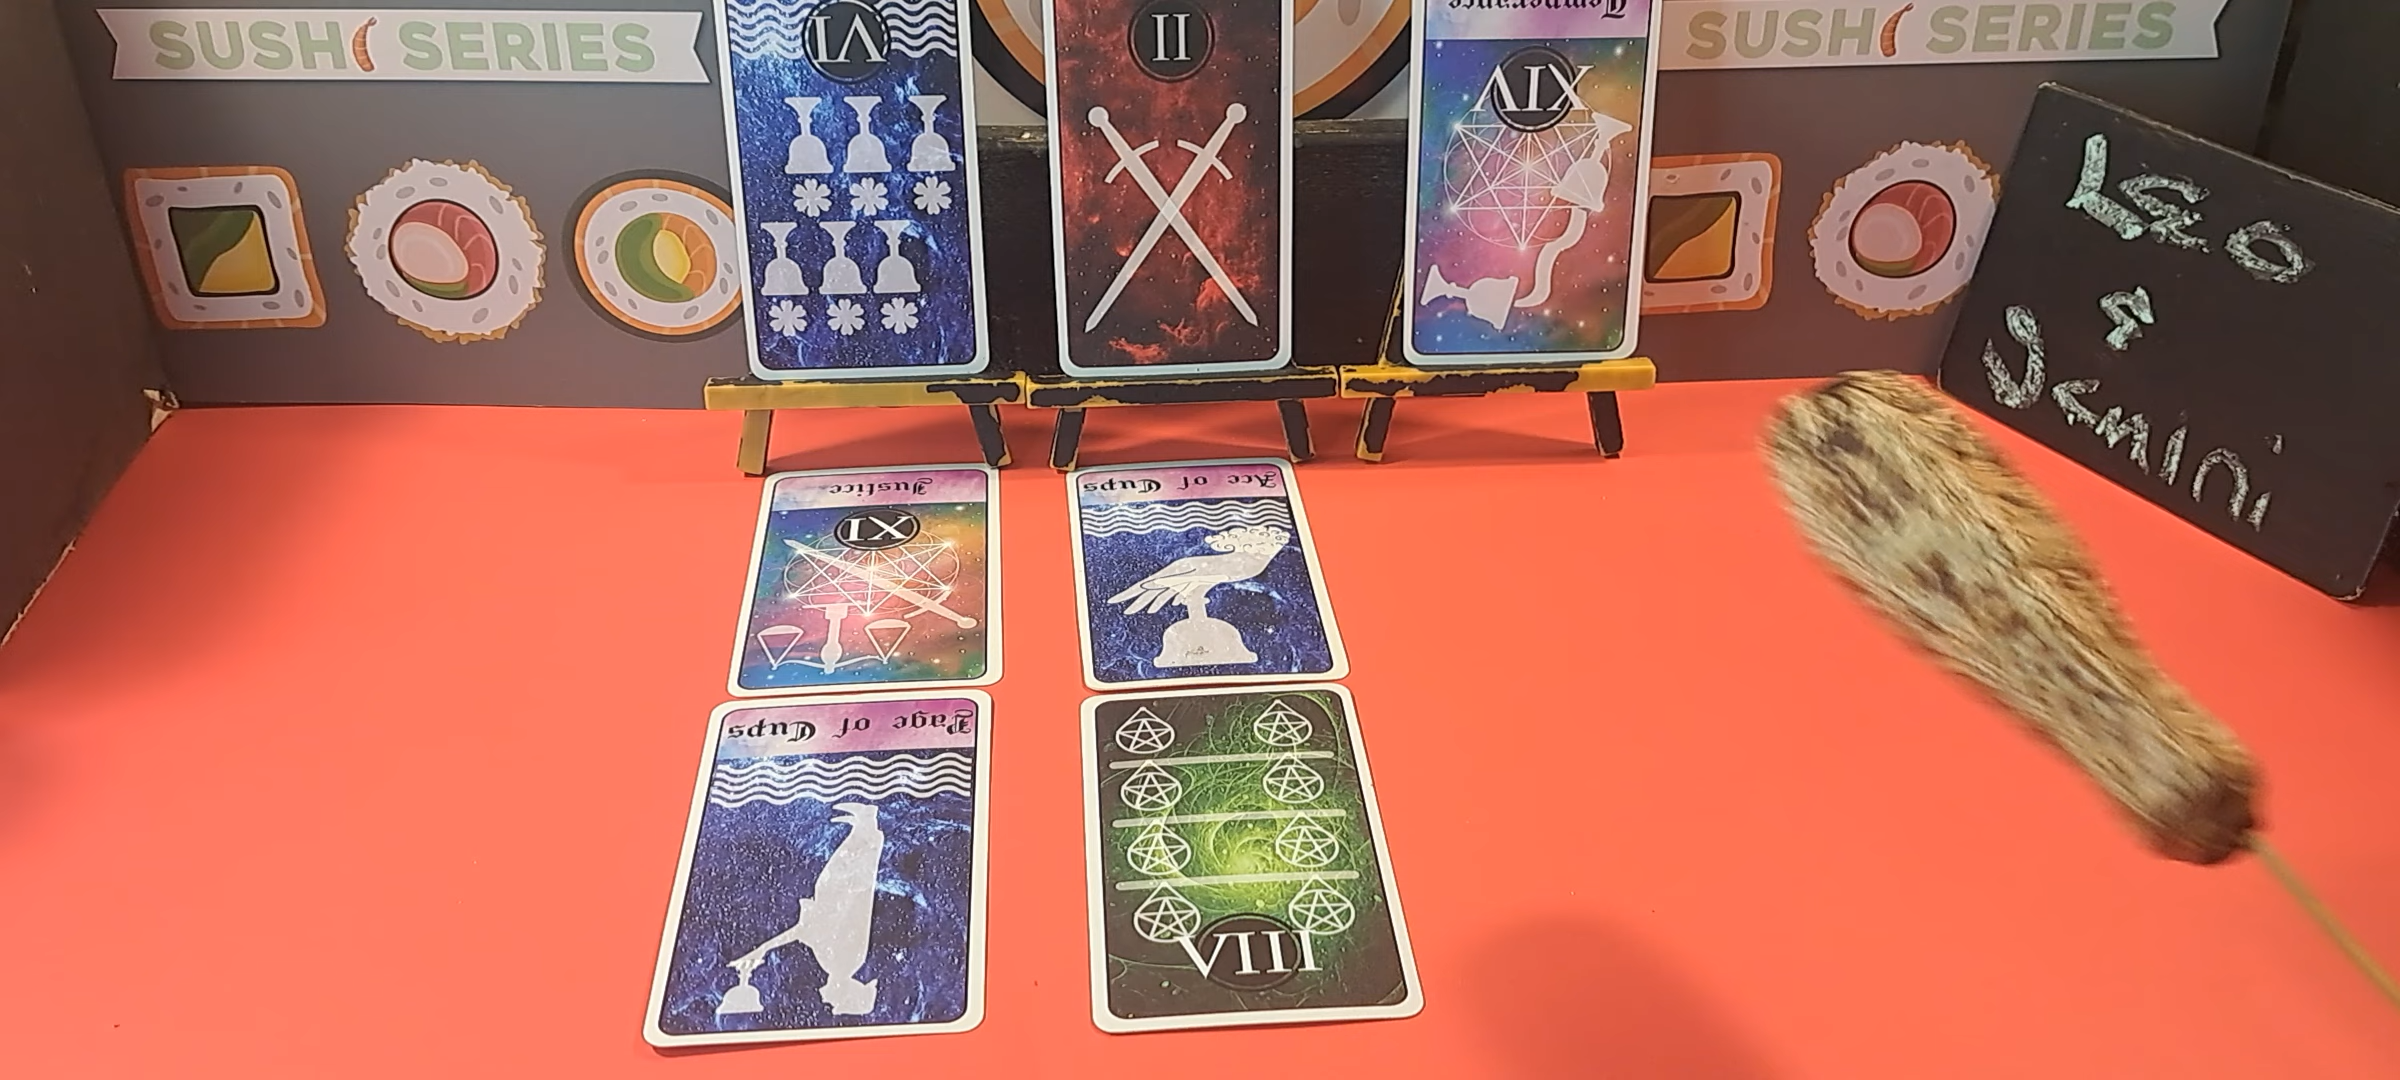 SUSHI SERIES
VI
II
Temperance
XIV
SUSHI SERIES
Leo
&
Gemini
Justice
XI
Ace of Cups
Page of Cups
VIII